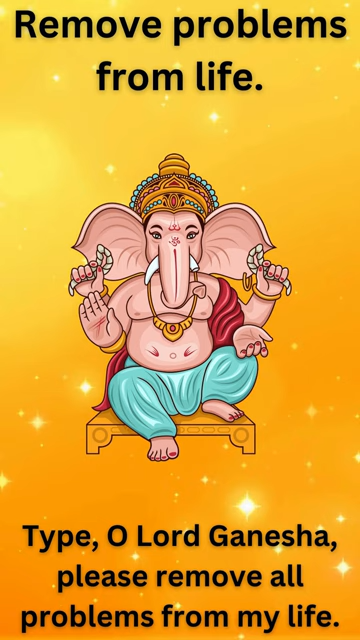 Remove problems
from life.
Type, O Lord Ganesha,
please remove all
problems from my life.